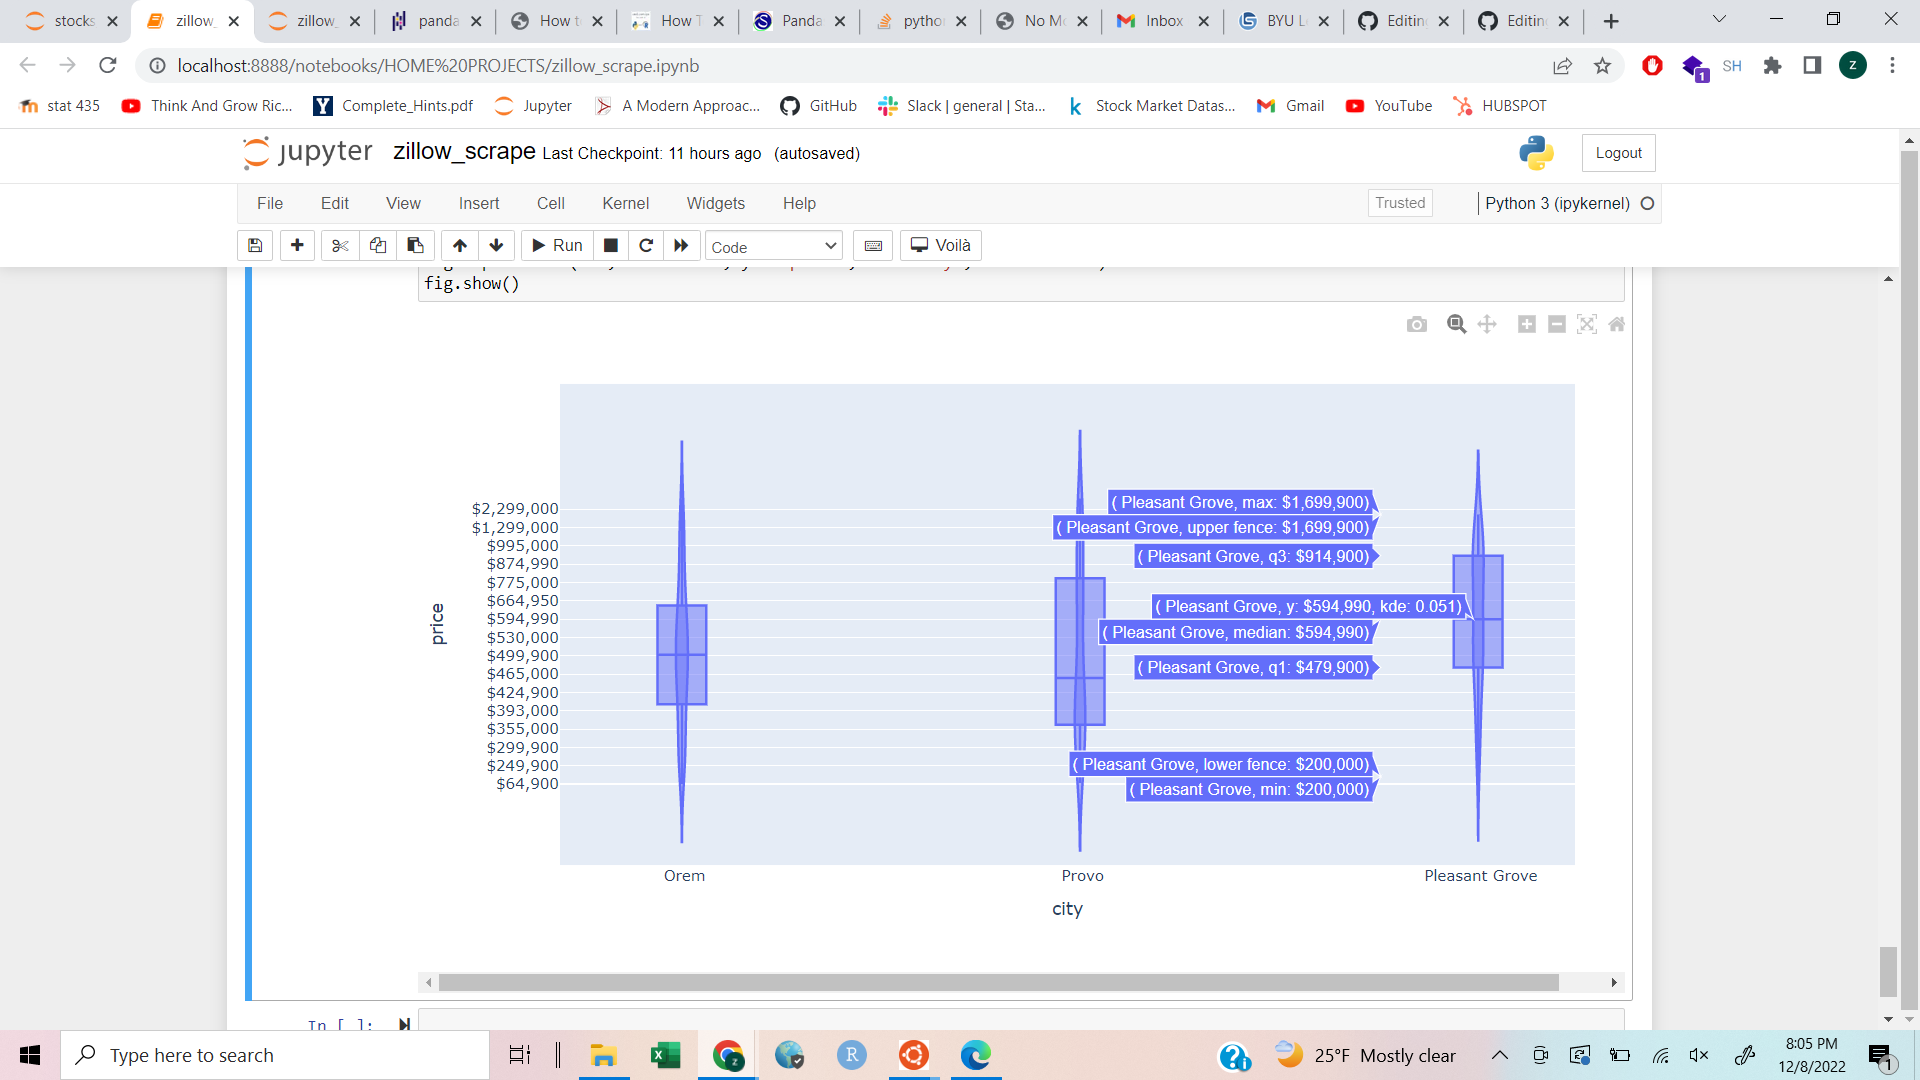 stocks
zillow_
zillow_
panda
How t
How T
Panda
pytho
No Mo
Inbox
BYU L
Editin
Editin
localhost:8888/notebooks/HOME%20PROJECTS/zillow_scrape.ipynb
1
SH
Z
stat 435
Think And Grow Ric...
Y
Complete_Hints.pdf
Jupyter
A Modern Approac...
GitHub
Slack | general | Sta...
k
Stock Market Datas...
Gmail
YouTube
HUBSPOT
jupyter
zillow_scrape Last Checkpoint: 11 hours ago (autosaved)
Logout
File Edit View Insert Cell Kernel Widgets Help
Trusted
Python 3 (ipykernel)
Run
Code
Voilà
fig.show()
price
$2,299,000
$1,299,000
$995,000
$874,990
$775,000
$664,950
$594,990
$530,000
$499,900
$465,000
$424,900
$393,000
$355,000
$299,900
$249,900
$64,900
( Pleasant Grove, max: $1,699,900)
( Pleasant Grove, upper fence: $1,699,900)
( Pleasant Grove, q3: $914,900)
( Pleasant Grove, y: $594,990, kde: 0.051)
( Pleasant Grove, median: $594,990)
( Pleasant Grove, q1: $479,900)
( Pleasant Grove, lower fence: $200,000)
( Pleasant Grove, min: $200,000)
Orem
Provo
Pleasant Grove
city
In [ ]:
Type here to search
R
25°F Mostly clear
8:05 PM
12/8/2022
1